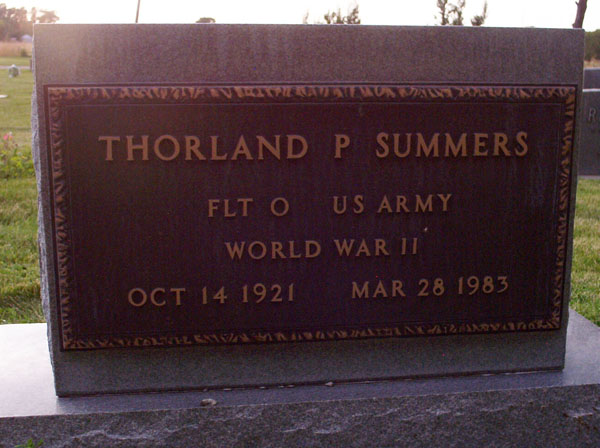 THORLAND P SUMMERS
FLT O US ARMY
WORLD WAR II
OCT 14 1921 MAR 28 1983